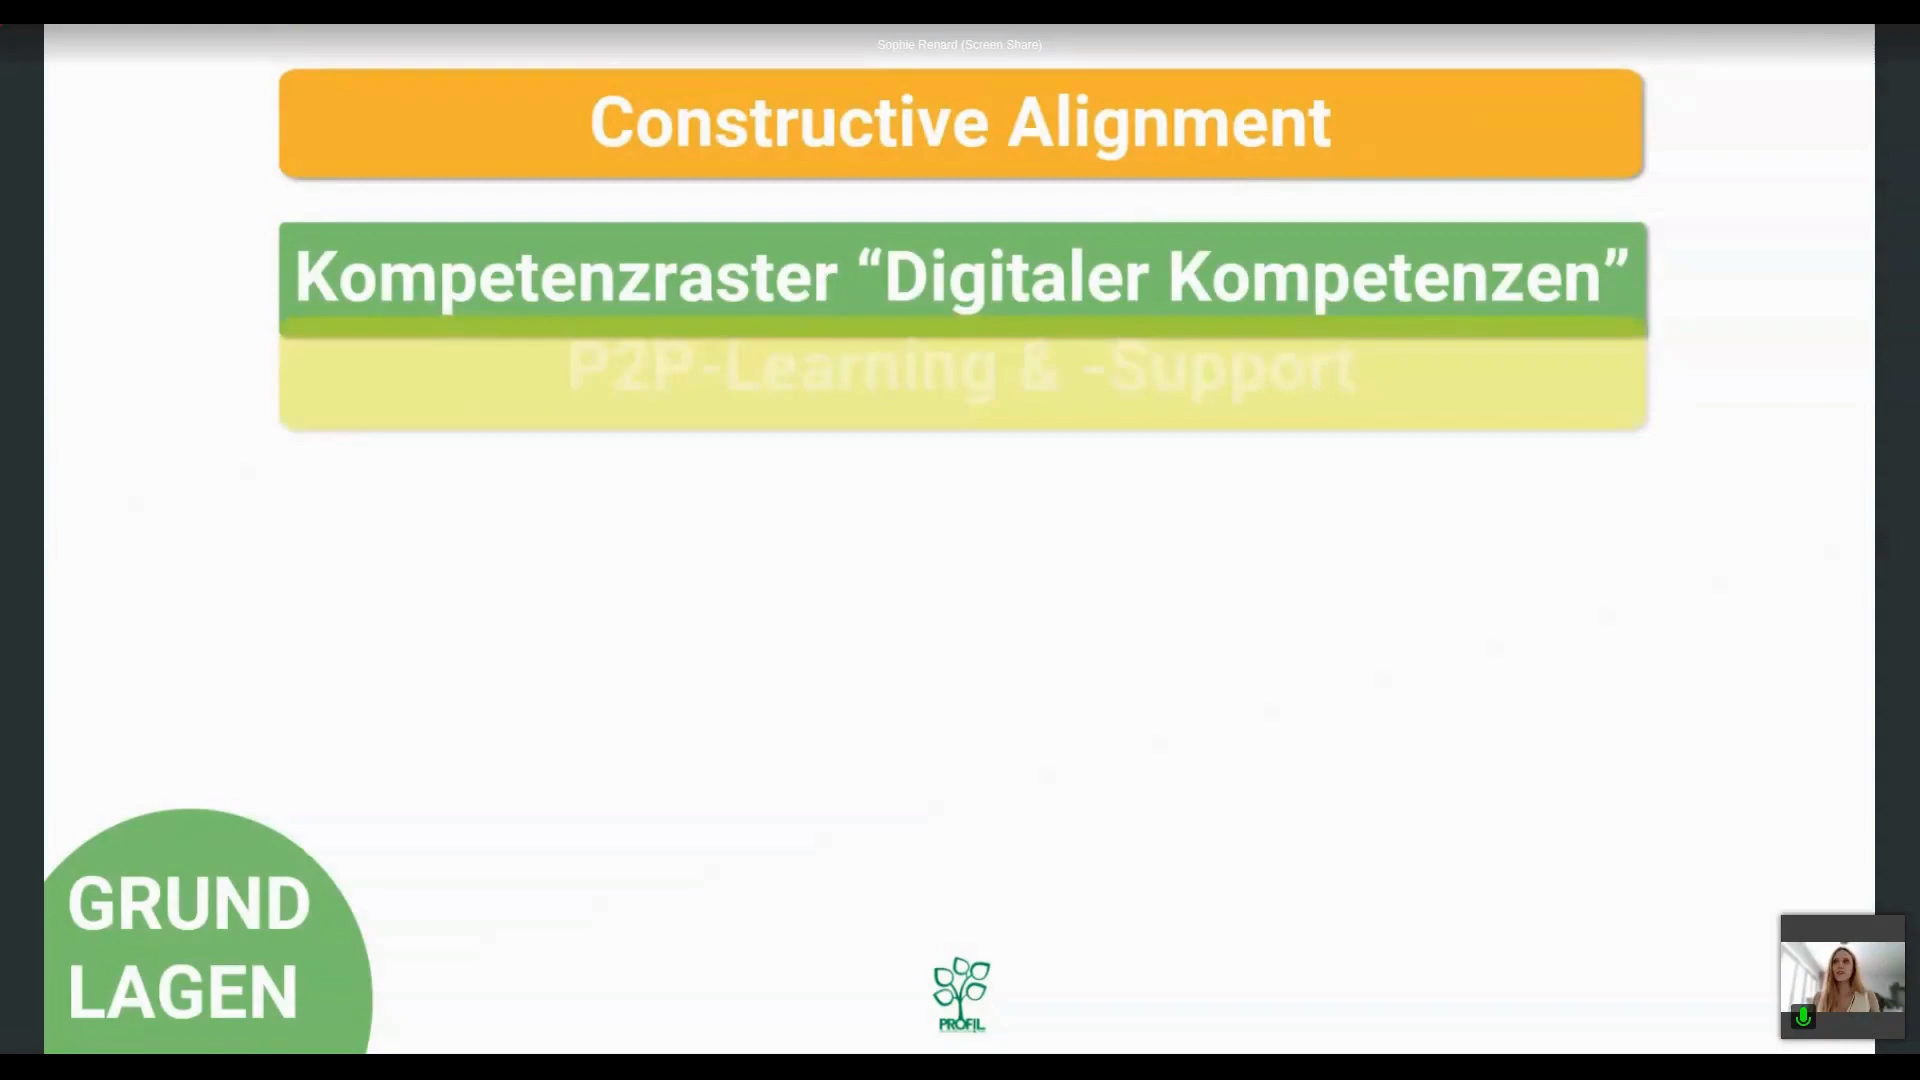 Sophie Renard (Screen Share)
Constructive Alignment
Kompetenzraster “Digitaler Kompetenzen”
P2P-Learning & -Support
GRUND
LAGEN
PROFIL